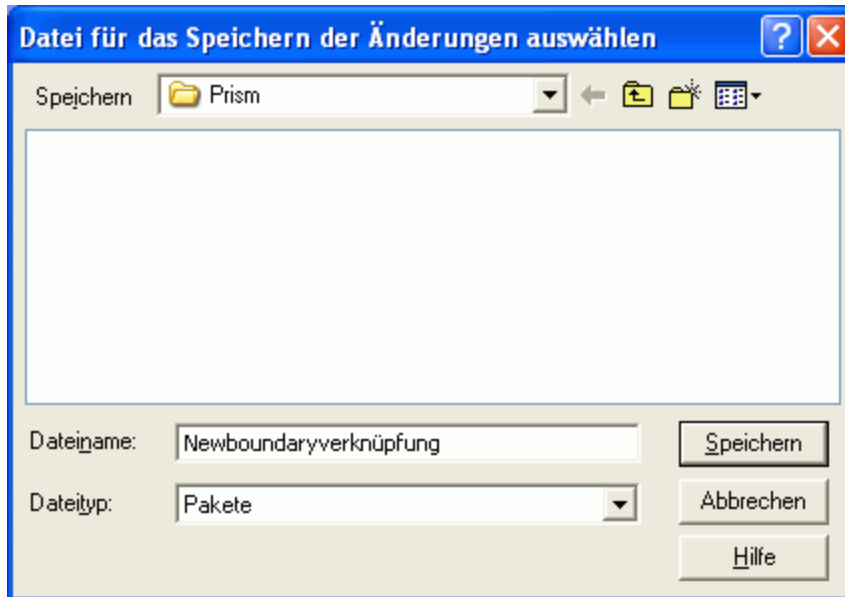 Datei für das Speichern der Änderungen auswählen
Speichern Prism
Dateiname: Newboundaryverknüpfung Speichern
Dateityp: Pakete Abbrechen
Hilfe